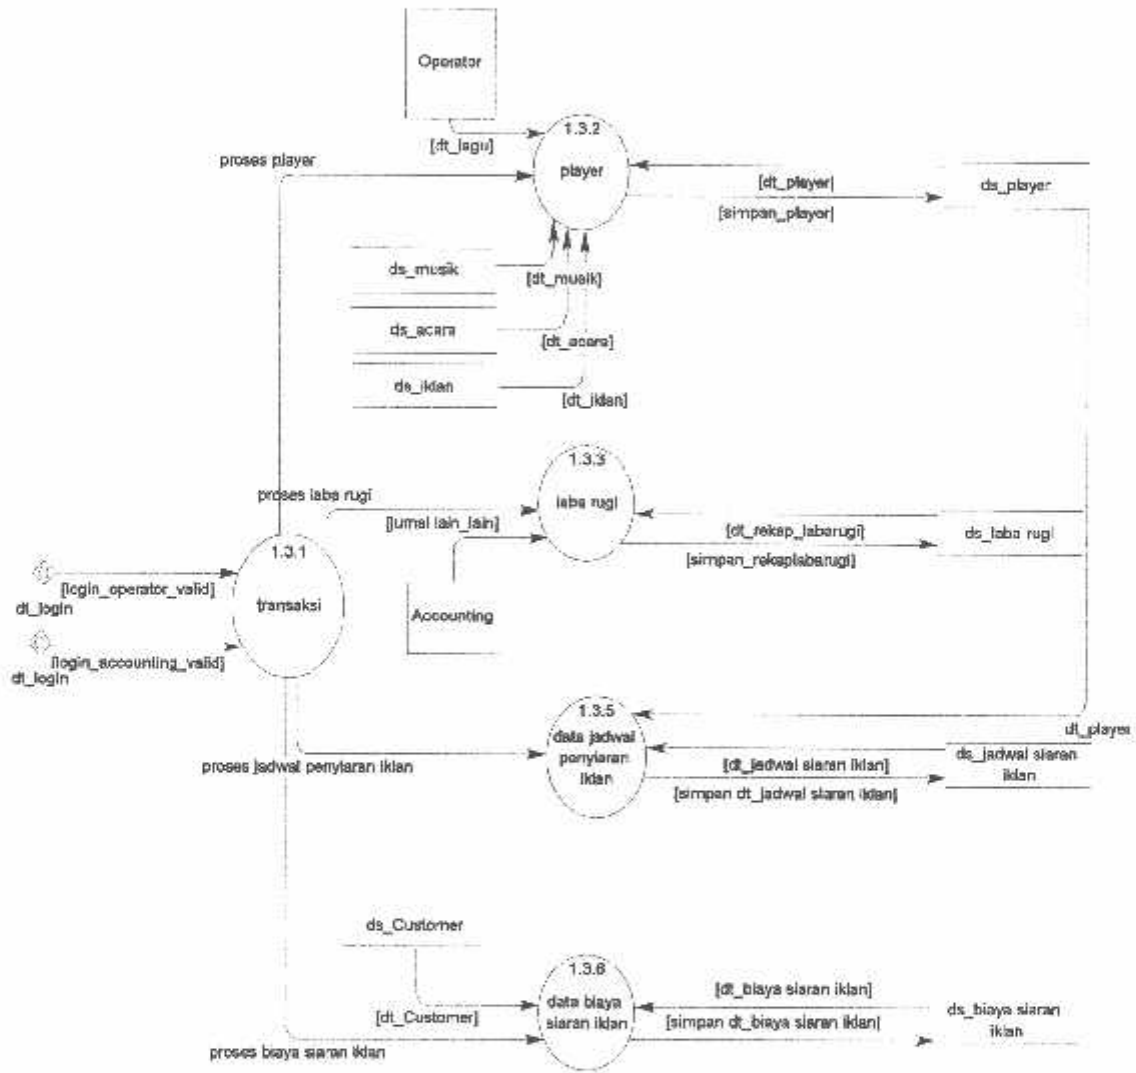 Operator
1.3.2
[dt_lagu]
proses player
player
[dt_player]
ds_player
[simpan_player]
ds_musik
[dt_musik]
ds_acara
[dt_acara]
ds_iklan
[dt_iklan]
1.3.3
proses laba rugi
laba rugi
[jurnal lain_lain]
[dt_rekap_labarugi]
ds_laba rugi
[simpan_rekaplabarugi]
1.3.1
[login_operator_valid]
dt_login
transaksi
Accounting
[login_accounting_valid]
dt_login
1.3.5
dt_player
data jadwal
penyiaran
iklan
proses jadwal penyiaran iklan
[dt_jadwal siaran iklan]
ds_jadwal siaran
iklan
[simpan dt_jadwal siaran iklan]
ds_Customer
1.3.6
[dt_biaya siaran iklan]
data biaya
siaran iklan
[dt_Customer]
[simpan dt_biaya siaran iklan]
ds_biaya siaran
iklan
proses biaya siaran iklan